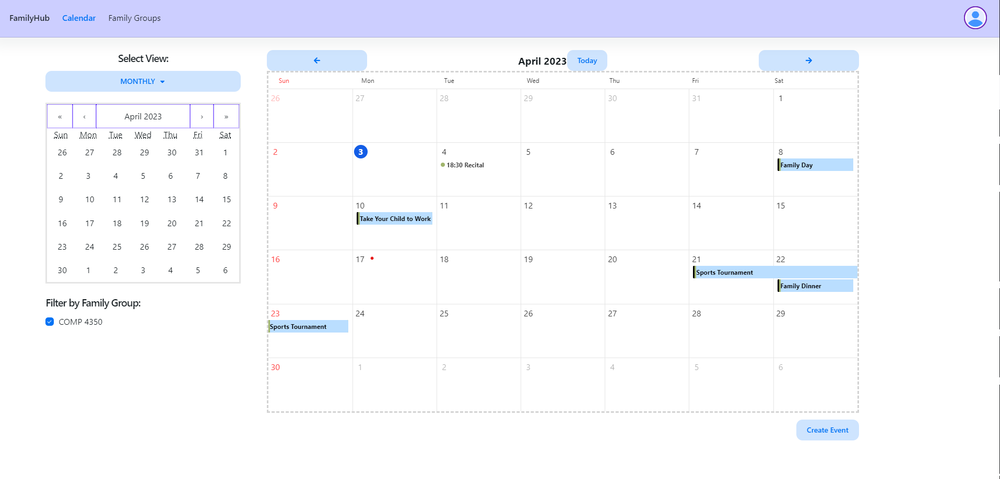 FamilyHub Calendar Family Groups
Select View:
MONTHLY
« ‹ April 2023 › »
Sun Mon Tue Wed Thu Fri Sat
26 27 28 29 30 31 1
2 3 4 5 6 7 8
9 10 11 12 13 14 15
16 17 18 19 20 21 22
23 24 25 26 27 28 29
30 1 2 3 4 5 6
Filter by Family Group:
COMP 4350
April 2023 Today
Sun Mon Tue Wed Thu Fri Sat
26 27 28 29 30 31 1
2 3 4 5 6 7 8
18:30 Recital Family Day
9 10 11 12 13 14 15
Take Your Child to Work
16 17 18 19 20 21 22
Sports Tournament
Family Dinner
23 24 25 26 27 28 29
Sports Tournament
30 1 2 3 4 5 6
Create Event